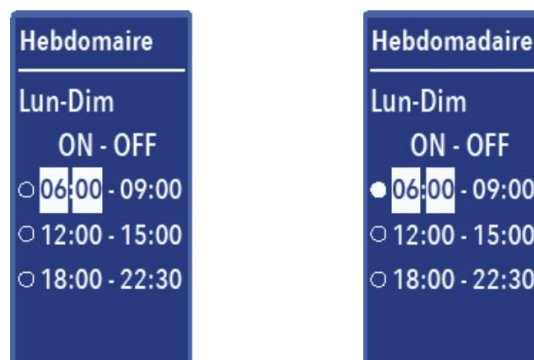 Hebdomaire
Lun-Dim
ON - OFF
06:00 - 09:00
12:00 - 15:00
18:00 - 22:30
Hebdomadaire
Lun-Dim
ON - OFF
06:00 - 09:00
12:00 - 15:00
18:00 - 22:30